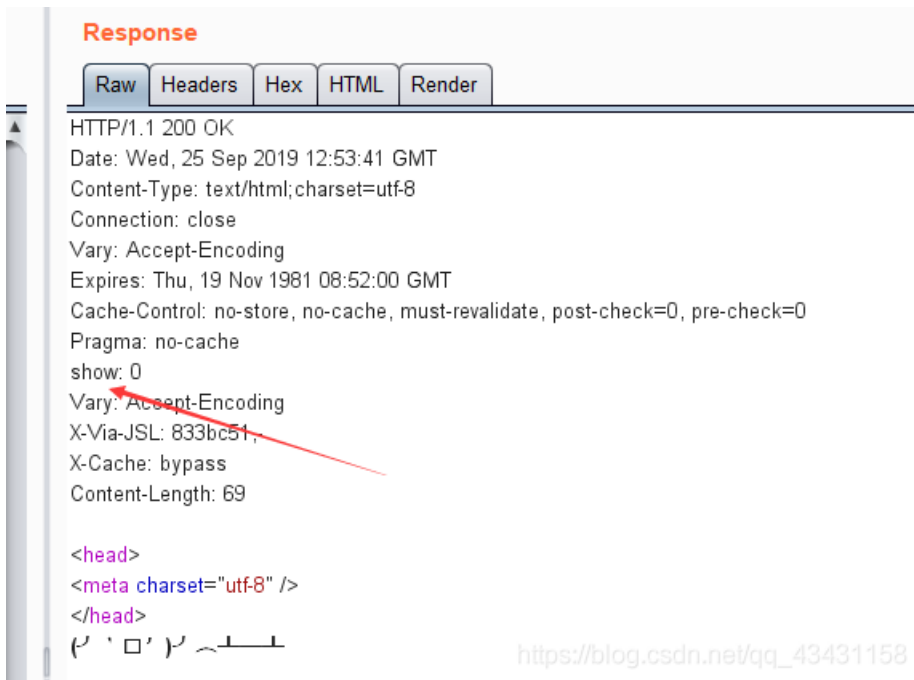 Response
Raw Headers Hex HTML Render
HTTP/1.1 200 OK
Date: Wed, 25 Sep 2019 12:53:41 GMT
Content-Type: text/html;charset=utf-8
Connection: close
Vary: Accept-Encoding
Expires: Thu, 19 Nov 1981 08:52:00 GMT
Cache-Control: no-store, no-cache, must-revalidate, post-check=0, pre-check=0
Pragma: no-cache
show: 0
Vary: Accept-Encoding
X-Via-JSL: 833bc51,-
X-Cache: bypass
Content-Length: 69
<head>
<meta charset="utf-8" />
</head>
(╯‵□′)╯︵┻━┻
https://blog.csdn.net/qq_43431158